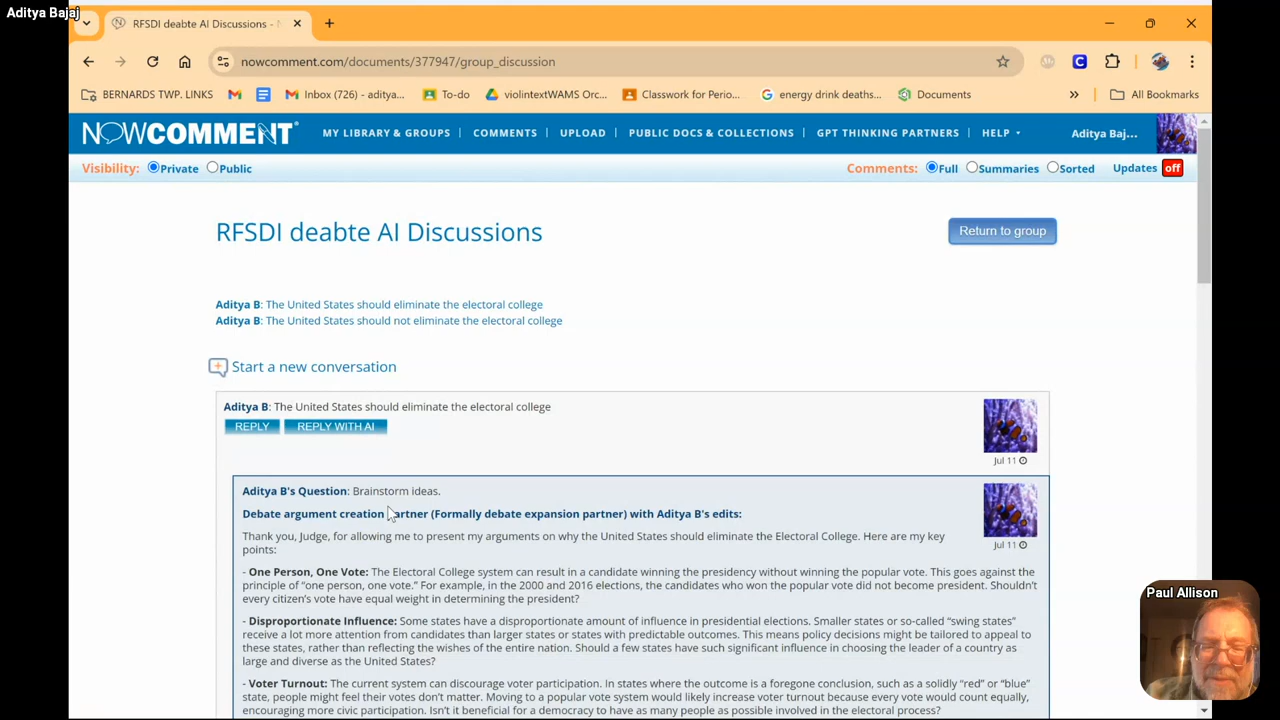 Aditya Bajaj
RFSDI deabte AI Discussions - N
nowcomment.com/documents/377947/group_discussion
BERNARDS TWP. LINKS
Inbox (726) - aditya...
To-do
violintextWAMS Orc...
Classwork for Perio...
energy drink deaths...
Documents
»
All Bookmarks
NOWCOMMENT®
MY LIBRARY & GROUPS | COMMENTS | UPLOAD | PUBLIC DOCS & COLLECTIONS | GPT THINKING PARTNERS | HELP
Aditya Baj...
Visibility: Private Public
Comments: Full Summaries Sorted Updates off
RFSDI deabte AI Discussions
Return to group
Aditya B: The United States should eliminate the electoral college
Aditya B: The United States should not eliminate the electoral college
Start a new conversation
Aditya B: The United States should eliminate the electoral college
REPLY REPLY WITH AI
Jul 11
Aditya B's Question: Brainstorm ideas.
Debate argument creation partner (Formally debate expansion partner) with Aditya B's edits:
Jul 11
Thank you, Judge, for allowing me to present my arguments on why the United States should eliminate the Electoral College. Here are my key
points:
- One Person, One Vote: The Electoral College system can result in a candidate winning the presidency without winning the popular vote. This goes against the
principle of “one person, one vote.” For example, in the 2000 and 2016 elections, the candidates who won the popular vote did not become president. Shouldn’t
every citizen’s vote have equal weight in determining the president?
- Disproportionate Influence: Some states have a disproportionate amount of influence in presidential elections. Smaller states or so-called “swing states”
receive a lot more attention from candidates than larger states or states with predictable outcomes. This means policy decisions might be tailored to appeal to
these states, rather than reflecting the wishes of the entire nation. Should a few states have such significant influence in choosing the leader of a country as
large and diverse as the United States?
- Voter Turnout: The current system can discourage voter participation. In states where the outcome is a foregone conclusion, such as a solidly “red” or “blue”
state, people might feel their votes don’t matter. Moving to a popular vote system would likely increase voter turnout because every vote would count equally,
encouraging more civic participation. Isn’t it beneficial for a democracy to have as many people as possible involved in the electoral process?
Paul Allison